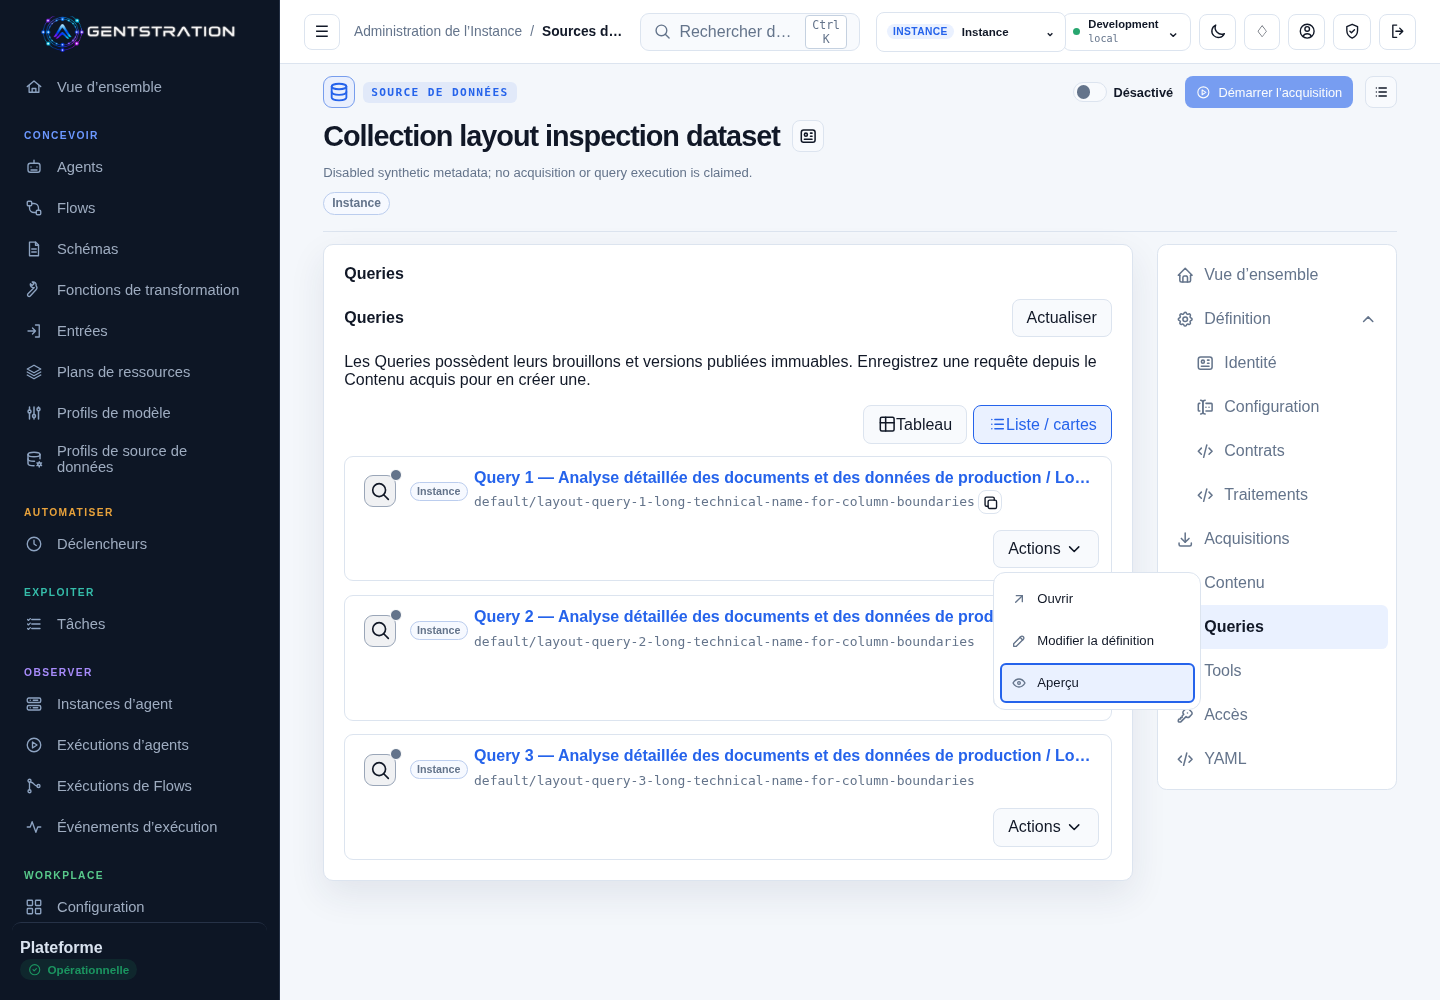 GENTSTRATION
Vue d’ensemble
CONCEVOIR
Agents
Flows
Schémas
Fonctions de transformation
Entrées
Plans de ressources
Profils de modèle
Profils de source de
données
AUTOMATISER
Déclencheurs
EXPLOITER
Tâches
OBSERVER
Instances d’agent
Exécutions d’agents
Exécutions de Flows
Événements d’exécution
WORKPLACE
Configuration
Plateforme
Opérationnelle
Administration de l’Instance / Sources d…
Rechercher d…
Ctrl
K
INSTANCE Instance
Development
local
SOURCE DE DONNÉES
Désactivé
Démarrer l’acquisition
Collection layout inspection dataset
Disabled synthetic metadata; no acquisition or query execution is claimed.
Instance
Queries
Queries
Actualiser
Les Queries possèdent leurs brouillons et versions publiées immuables. Enregistrez une requête depuis le
Contenu acquis pour en créer une.
Tableau
Liste / cartes
Instance
Query 1 — Analyse détaillée des documents et des données de production / Lo…
default/layout-query-1-long-technical-name-for-column-boundaries
Actions
Ouvrir
Modifier la définition
Aperçu
Instance
Query 2 — Analyse détaillée des documents et des données de prod
default/layout-query-2-long-technical-name-for-column-boundaries
Instance
Query 3 — Analyse détaillée des documents et des données de production / Lo…
default/layout-query-3-long-technical-name-for-column-boundaries
Actions
Vue d’ensemble
Définition
Identité
Configuration
Contrats
Traitements
Acquisitions
Contenu
Queries
Tools
Accès
YAML